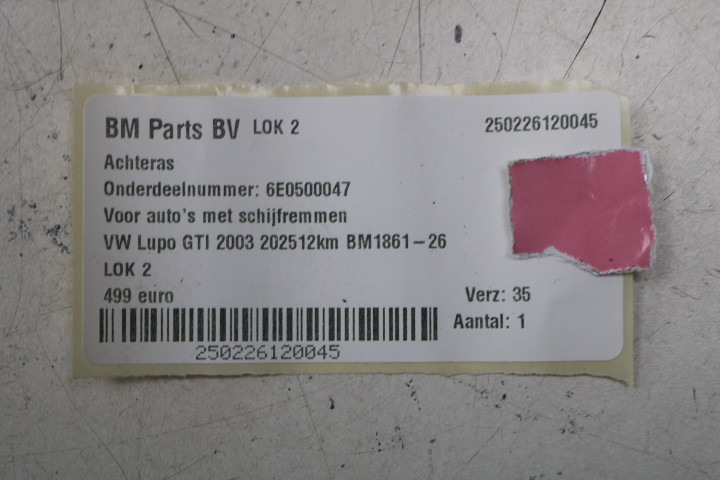 BM Parts BV LOK 2 250226120045
Achteras
Onderdeelnummer: 6E0500047
Voor auto's met schijfremmen
VW Lupo GTI 2003 202512km BM1861-26
LOK 2
499 euro Verz: 35
Aantal: 1
250226120045